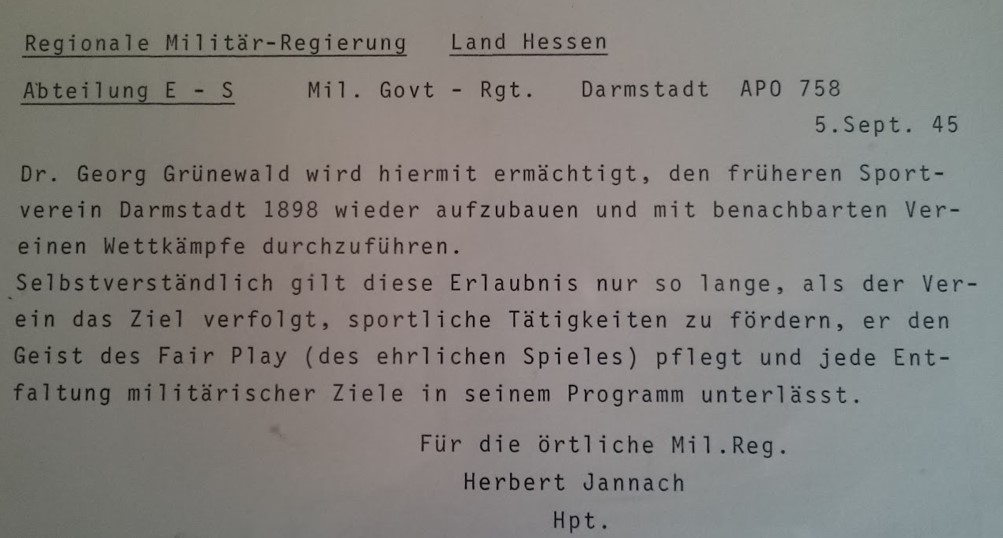 Regionale Militär-Regierung Land Hessen
Abteilung E - S Mil. Govt - Rgt. Darmstadt APO 758
5.Sept. 45
Dr. Georg Grünewald wird hiermit ermächtigt, den früheren Sport-
verein Darmstadt 1898 wieder aufzubauen und mit benachbarten Ver-
einen Wettkämpfe durchzuführen.
Selbstverständlich gilt diese Erlaubnis nur so lange, als der Ver-
ein das Ziel verfolgt, sportliche Tätigkeiten zu fördern, er den
Geist des Fair Play (des ehrlichen Spieles) pflegt und jede Ent-
faltung militärischer Ziele in seinem Programm unterlässt.
Für die örtliche Mil.Reg.
Herbert Jannach
Hpt.